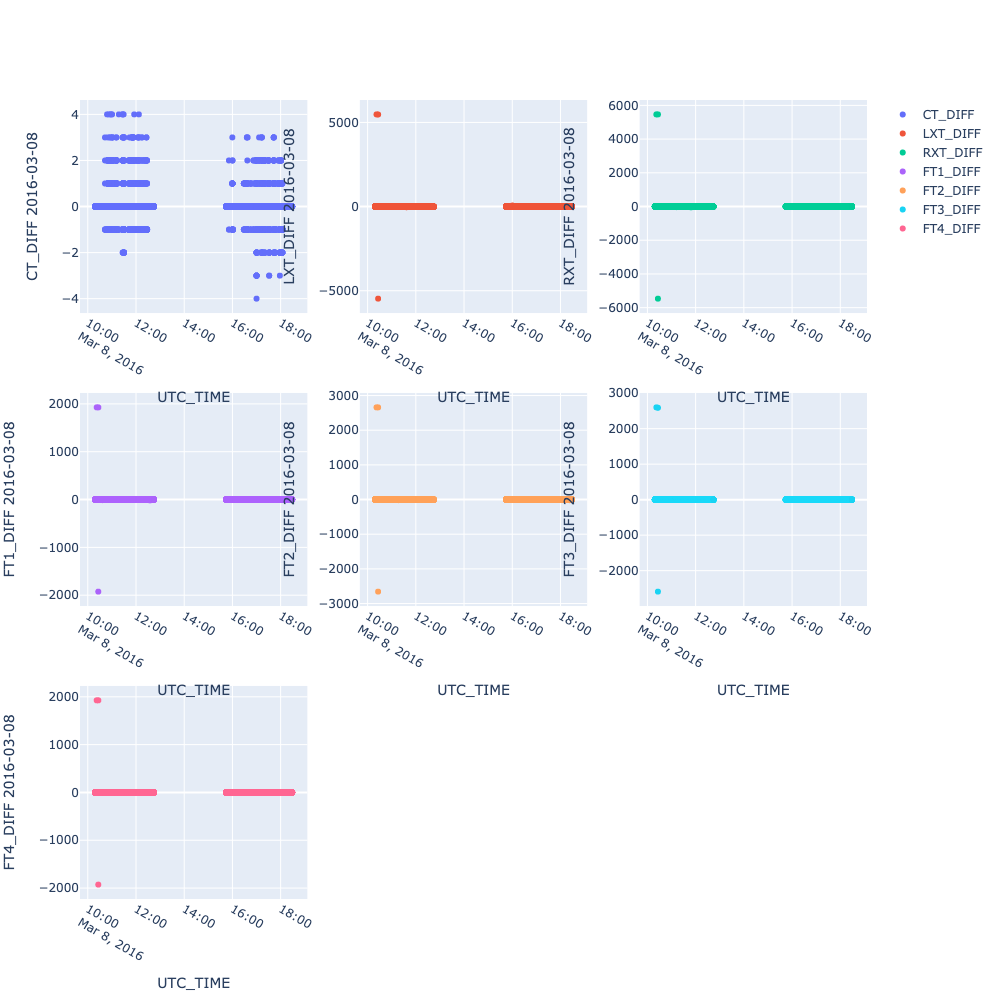 CT_DIFF 2016-03-08
4
2
0
−2
−4
10:00
Mar 8, 2016
12:00
14:00
16:00
18:00
UTC_TIME
LXT_DIFF 2016-03-08
5000
0
−5000
10:00
Mar 8, 2016
12:00
14:00
16:00
18:00
UTC_TIME
RXT_DIFF 2016-03-08
6000
4000
2000
0
−2000
−4000
−6000
10:00
Mar 8, 2016
12:00
14:00
16:00
18:00
UTC_TIME
CT_DIFF
LXT_DIFF
RXT_DIFF
FT1_DIFF
FT2_DIFF
FT3_DIFF
FT4_DIFF
FT1_DIFF 2016-03-08
2000
1000
0
−1000
−2000
10:00
Mar 8, 2016
12:00
14:00
16:00
18:00
UTC_TIME
FT2_DIFF 2016-03-08
3000
2000
1000
0
−1000
−2000
−3000
10:00
Mar 8, 2016
12:00
14:00
16:00
18:00
UTC_TIME
FT3_DIFF 2016-03-08
3000
2000
1000
0
−1000
−2000
10:00
Mar 8, 2016
12:00
14:00
16:00
18:00
UTC_TIME
FT4_DIFF 2016-03-08
2000
1000
0
−1000
−2000
10:00
Mar 8, 2016
12:00
14:00
16:00
18:00
UTC_TIME